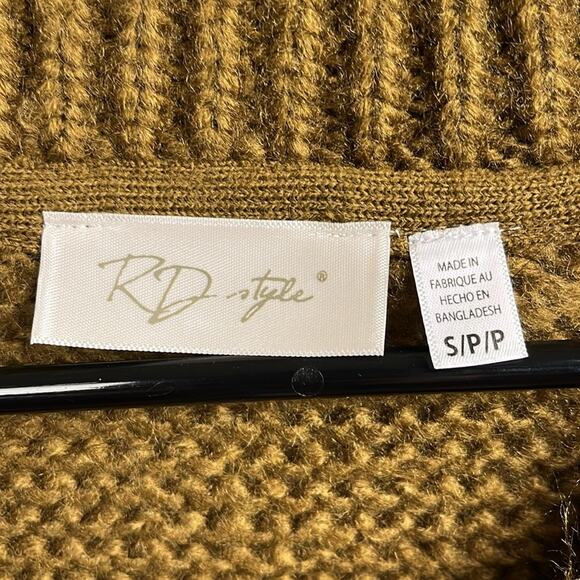 RD style®
MADE IN
FABRIQUE AU
HECHO EN
BANGLADESH
S/P/P